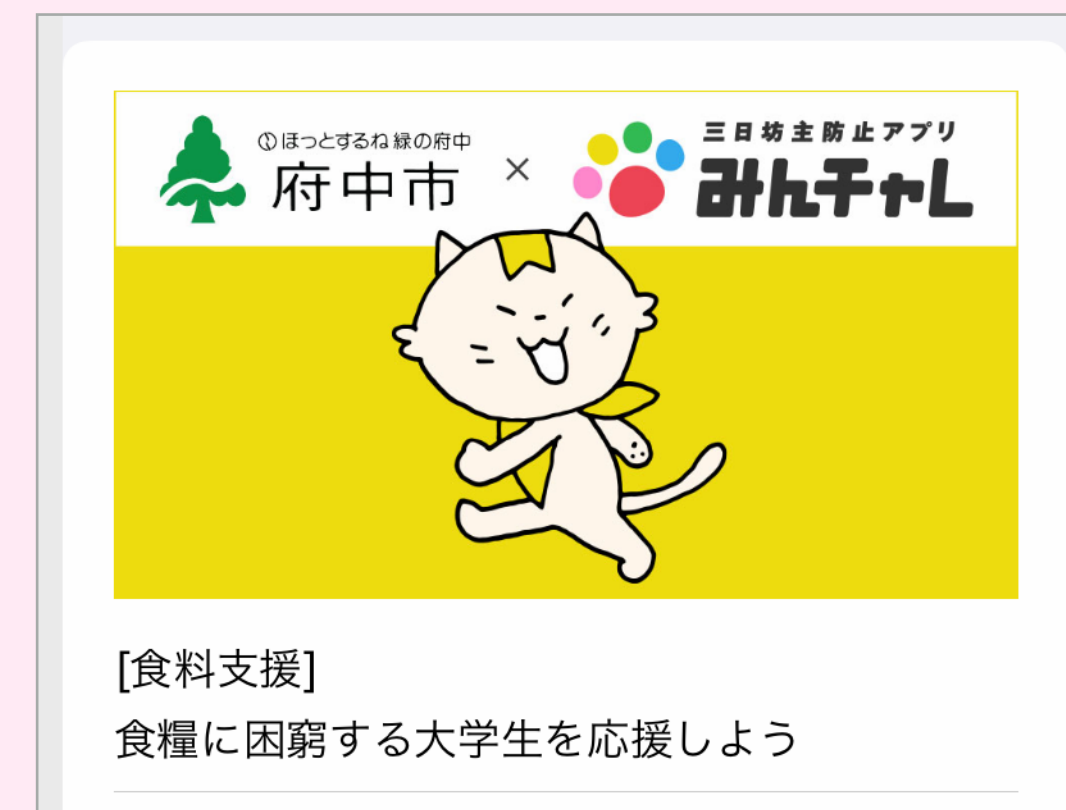 ほっとするね 緑の府中
府中市
×
三日坊主防止アプリ
みんチャレ
[食料支援]
食糧に困窮する大学生を応援しよう